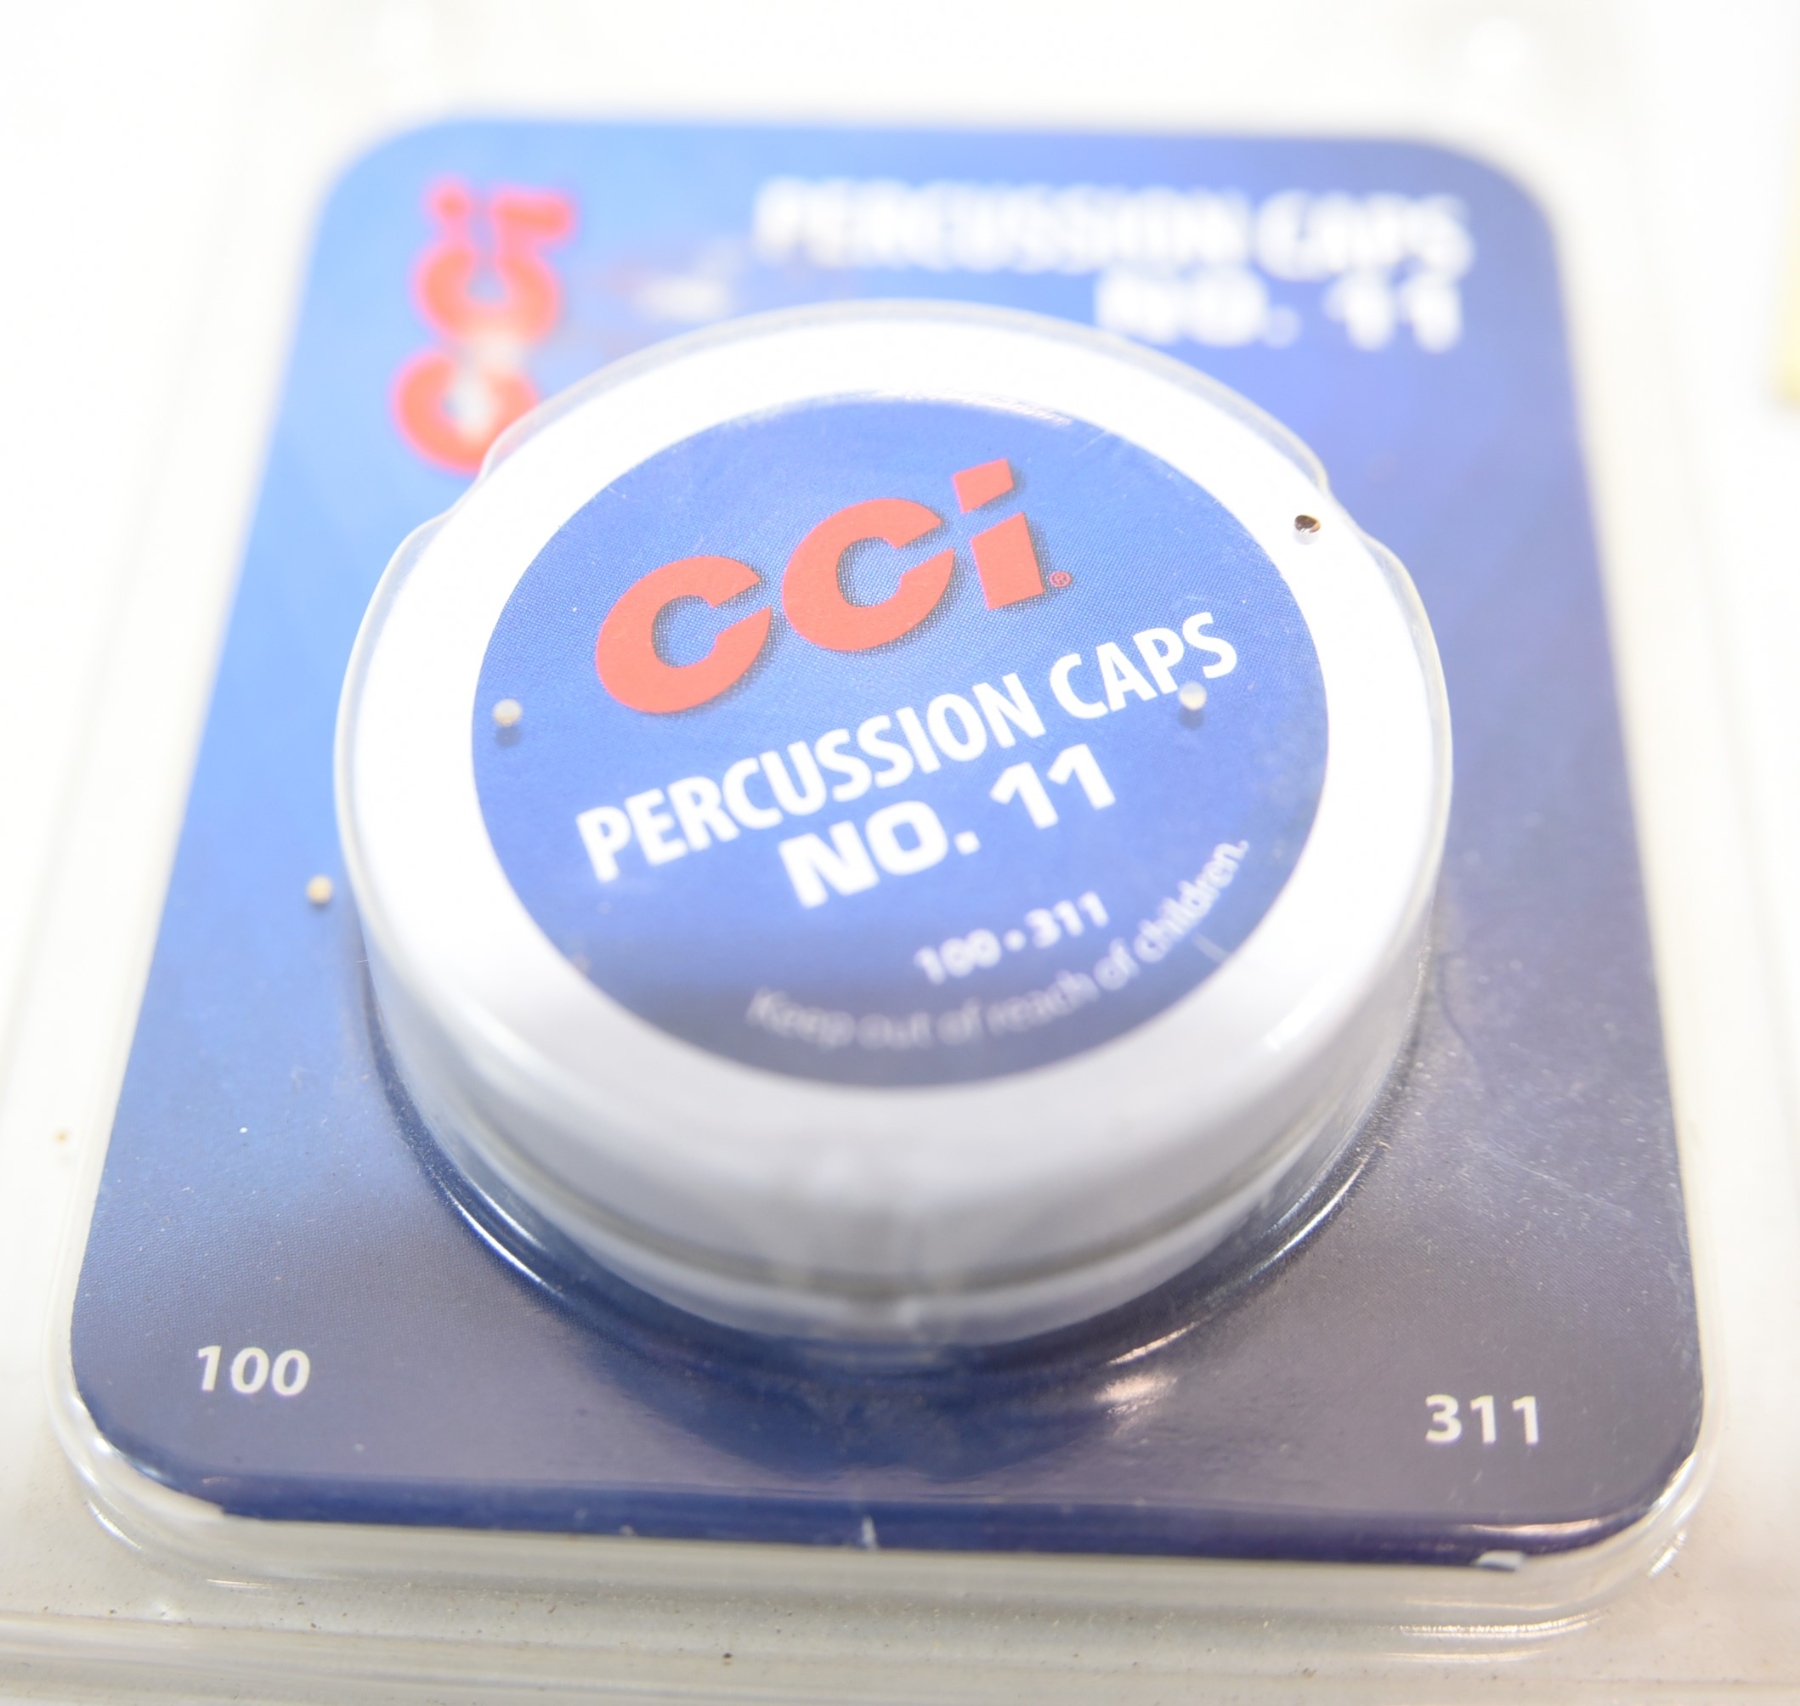 cci
PERCUSSION CAPS
NO. 11
cci®
PERCUSSION CAPS
NO. 11
100 • 311
Keep out of reach of children.
100
311